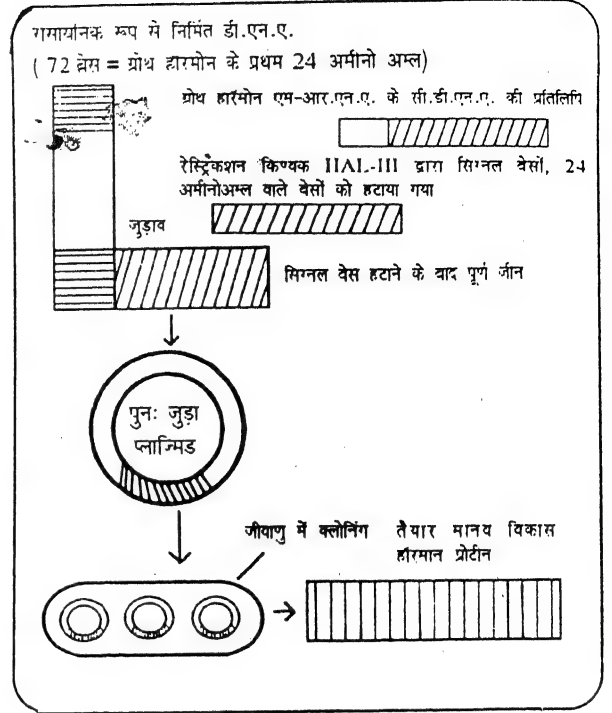 रासायनिक रूप से निर्मित डी.एन.ए.
( 72 बेस = ग्रोथ हारमोन के प्रथम 24 अमीनो अम्ल)
ग्रोथ हॉरमोन एम-आर.एन.ए. के सी.डी.एन.ए. की प्रतिलिपि
रेस्ट्रिकशन किण्वक HAL-III द्वारा सिग्नल बेसों, 24
अमीनोअम्ल वाले बेसों को हटाया गया
जुड़ाव
सिग्नल बेस हटाने के बाद पूर्ण जीन
पुनः जुड़ा
प्लाज्मिड
जीवाणु में क्लोनिंग
तैयार मानव विकास
हॉरमोन प्रोटीन